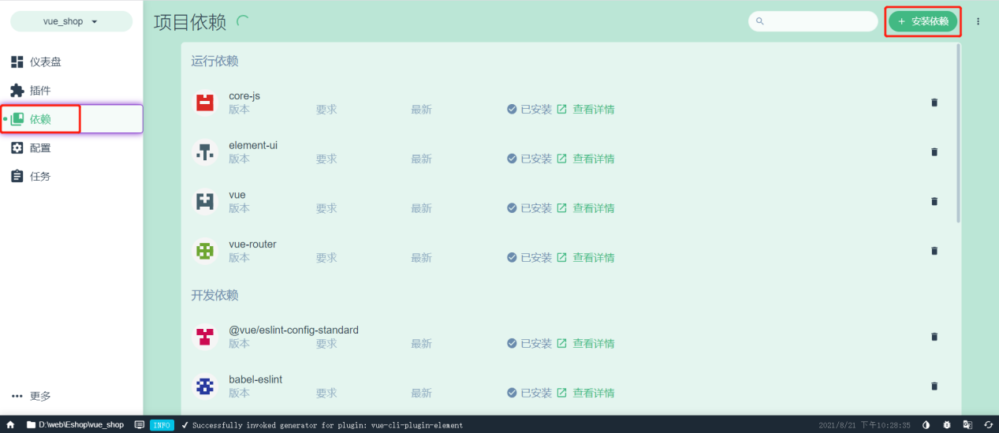 vue_shop
项目依赖
+ 安装依赖
仪表盘
插件
依赖
配置
任务
更多
运行依赖
core-js
版本 要求 最新 已安装 查看详情
element-ui
版本 要求 最新 已安装 查看详情
vue
版本 要求 最新 已安装 查看详情
vue-router
版本 要求 最新 已安装 查看详情
开发依赖
@vue/eslint-config-standard
版本 要求 最新 已安装 查看详情
babel-eslint
版本 要求 最新 已安装 查看详情
D:\web\Eshop\vue_shop INFO ✓ Successfully invoked generator for plugin: vue-cli-plugin-element 2021/8/21 下午10:28:35